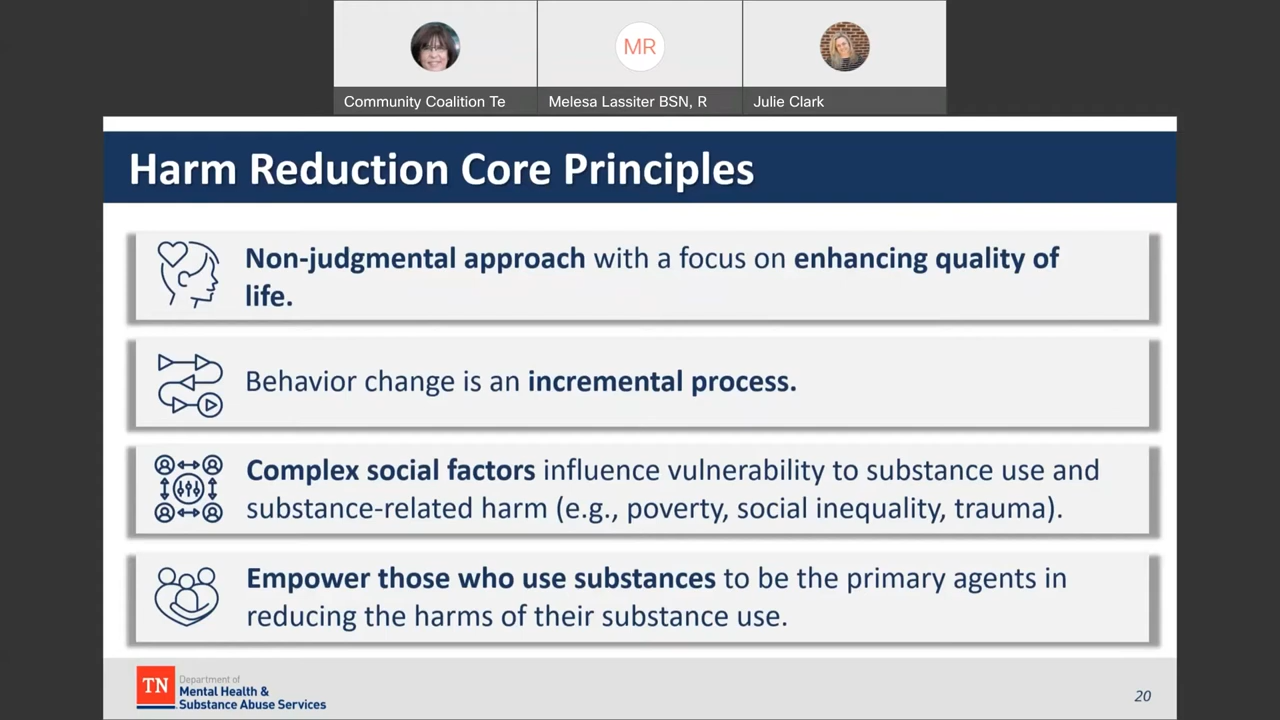 MR
Community Coalition Te
Melesa Lassiter BSN, R
Julie Clark
Harm Reduction Core Principles
Non-judgmental approach with a focus on enhancing quality of
life.
Behavior change is an incremental process.
Complex social factors influence vulnerability to substance use and
substance-related harm (e.g., poverty, social inequality, trauma).
Empower those who use substances to be the primary agents in
reducing the harms of their substance use.
TN
Department of
Mental Health &
Substance Abuse Services
20